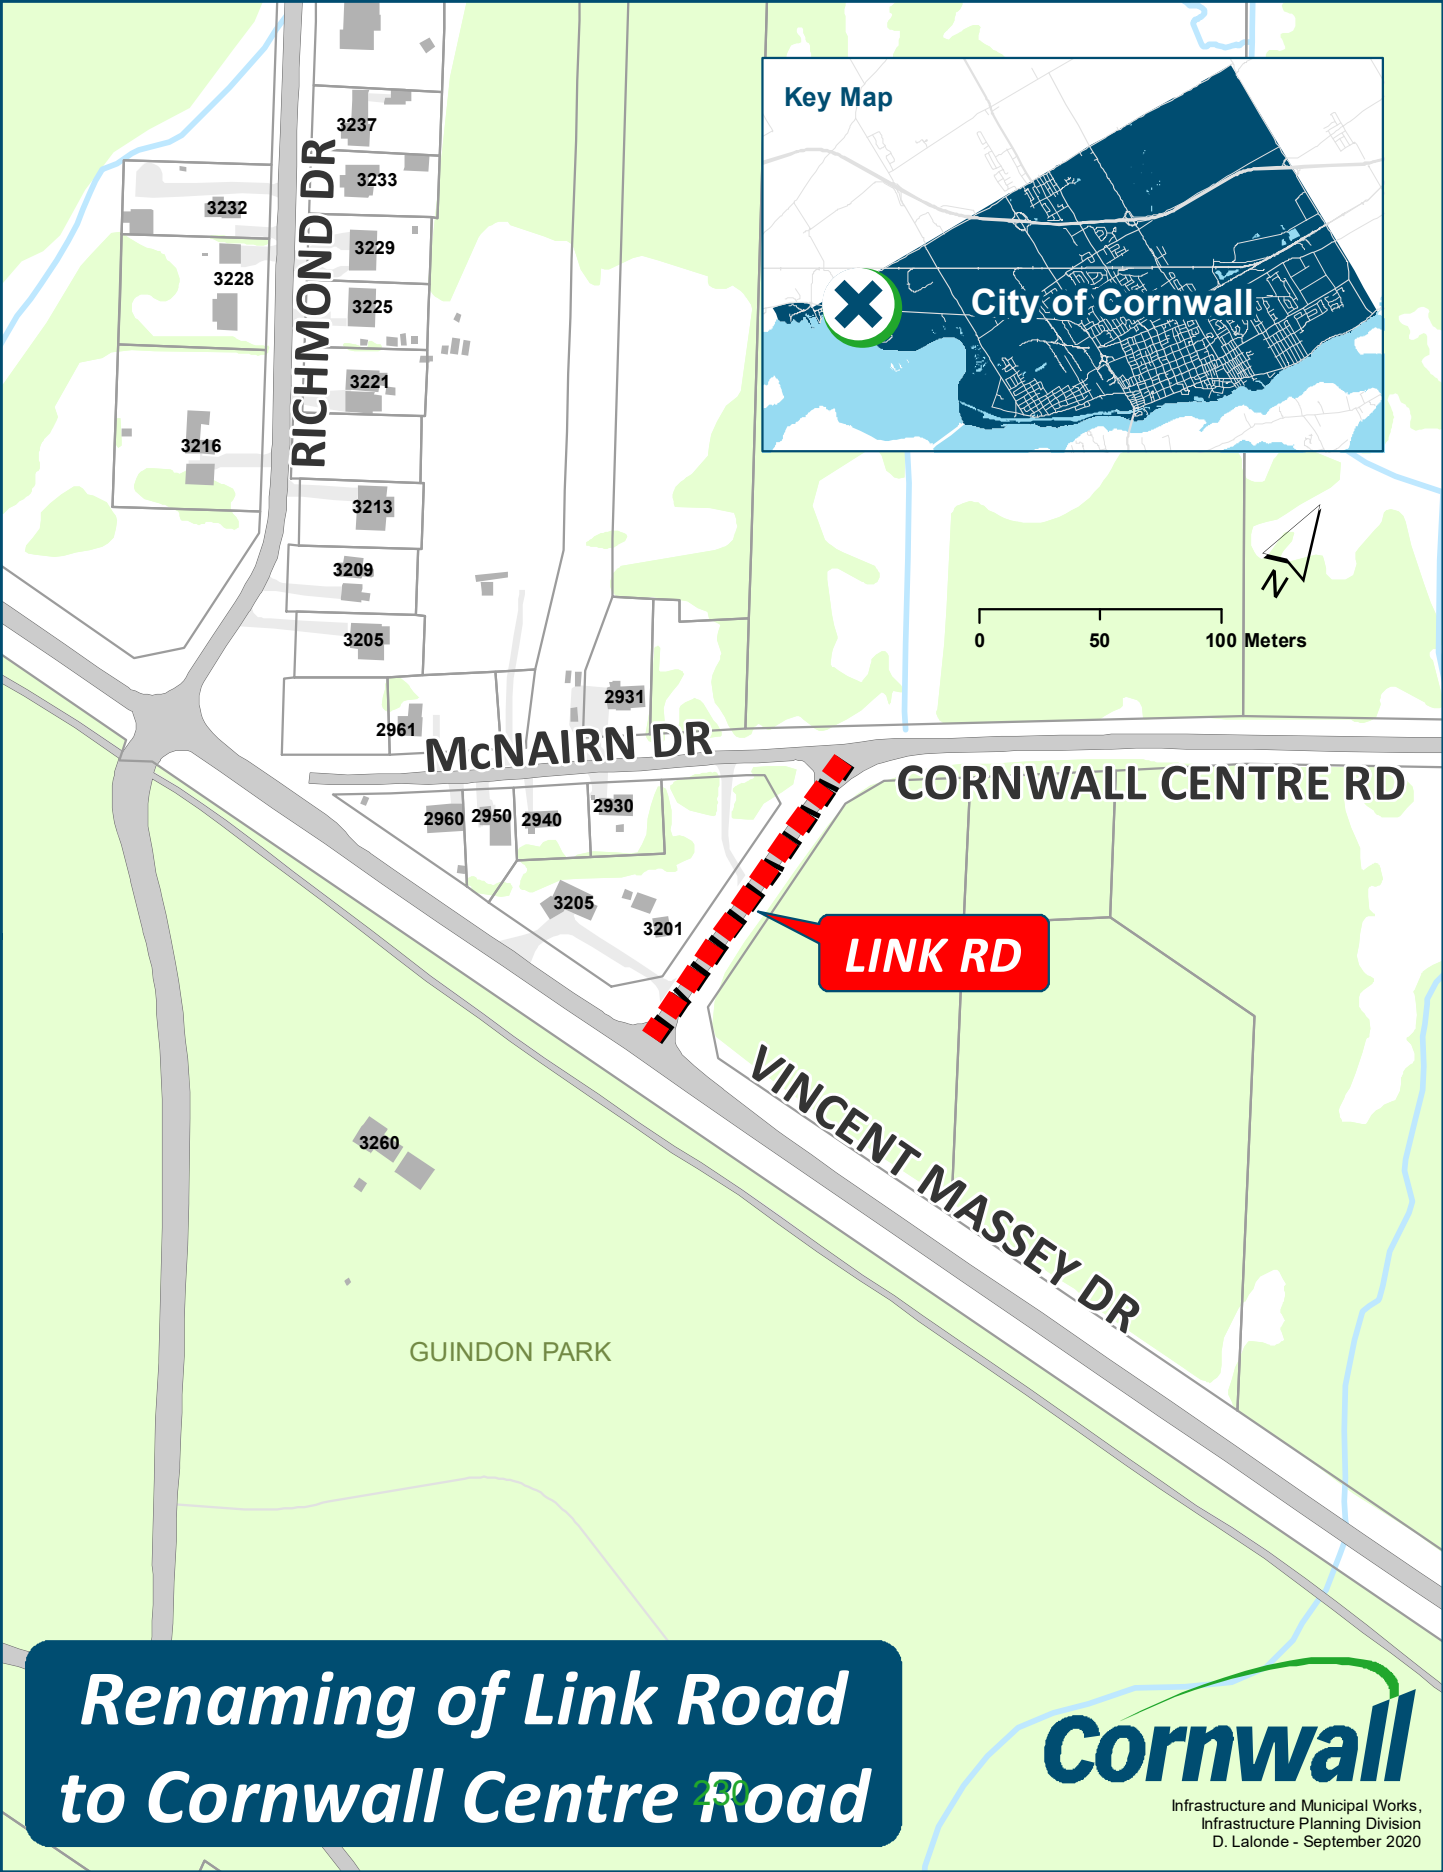 Key Map
City of Cornwall
3237
3233
RICHMOND DR
3232
3229
3228
3225
3221
3216
3213
3209
3205
N
0 50 100 Meters
2931
2961
McNAIRN DR
CORNWALL CENTRE RD
2960 2950 2940 2930
3205
3201
LINK RD
VINCENT MASSEY DR
3260
GUINDON PARK
Renaming of Link Road
to Cornwall Centre Road
230
Cornwall
Infrastructure and Municipal Works,
Infrastructure Planning Division
D. Lalonde - September 2020